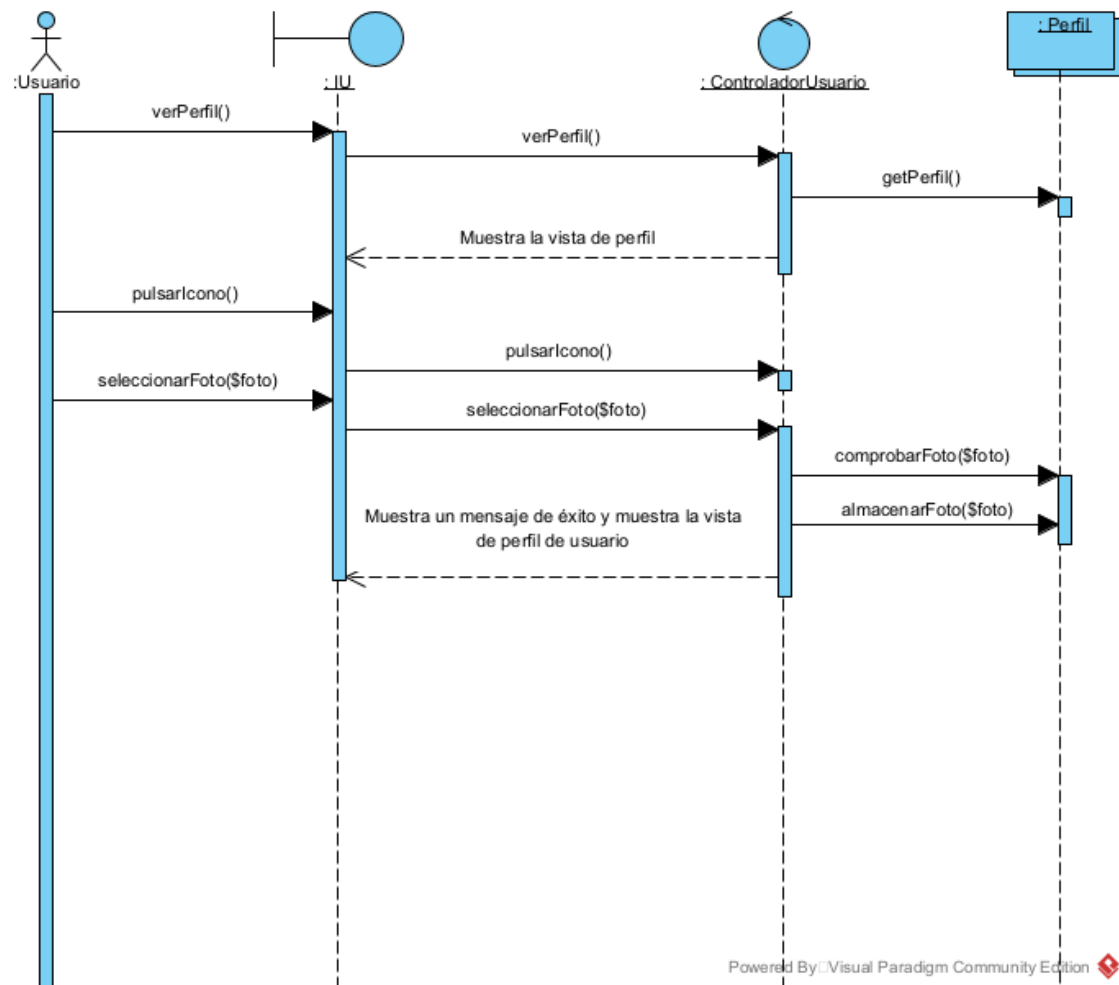 : Perfil
:Usuario
: IU
: ControladorUsuario
verPerfil()
verPerfil()
getPerfil()
Muestra la vista de perfil
pulsarIcono()
pulsarIcono()
seleccionarFoto($foto)
seleccionarFoto($foto)
comprobarFoto($foto)
almacenarFoto($foto)
Muestra un mensaje de éxito y muestra la vista
de perfil de usuario
Powered By Visual Paradigm Community Edition